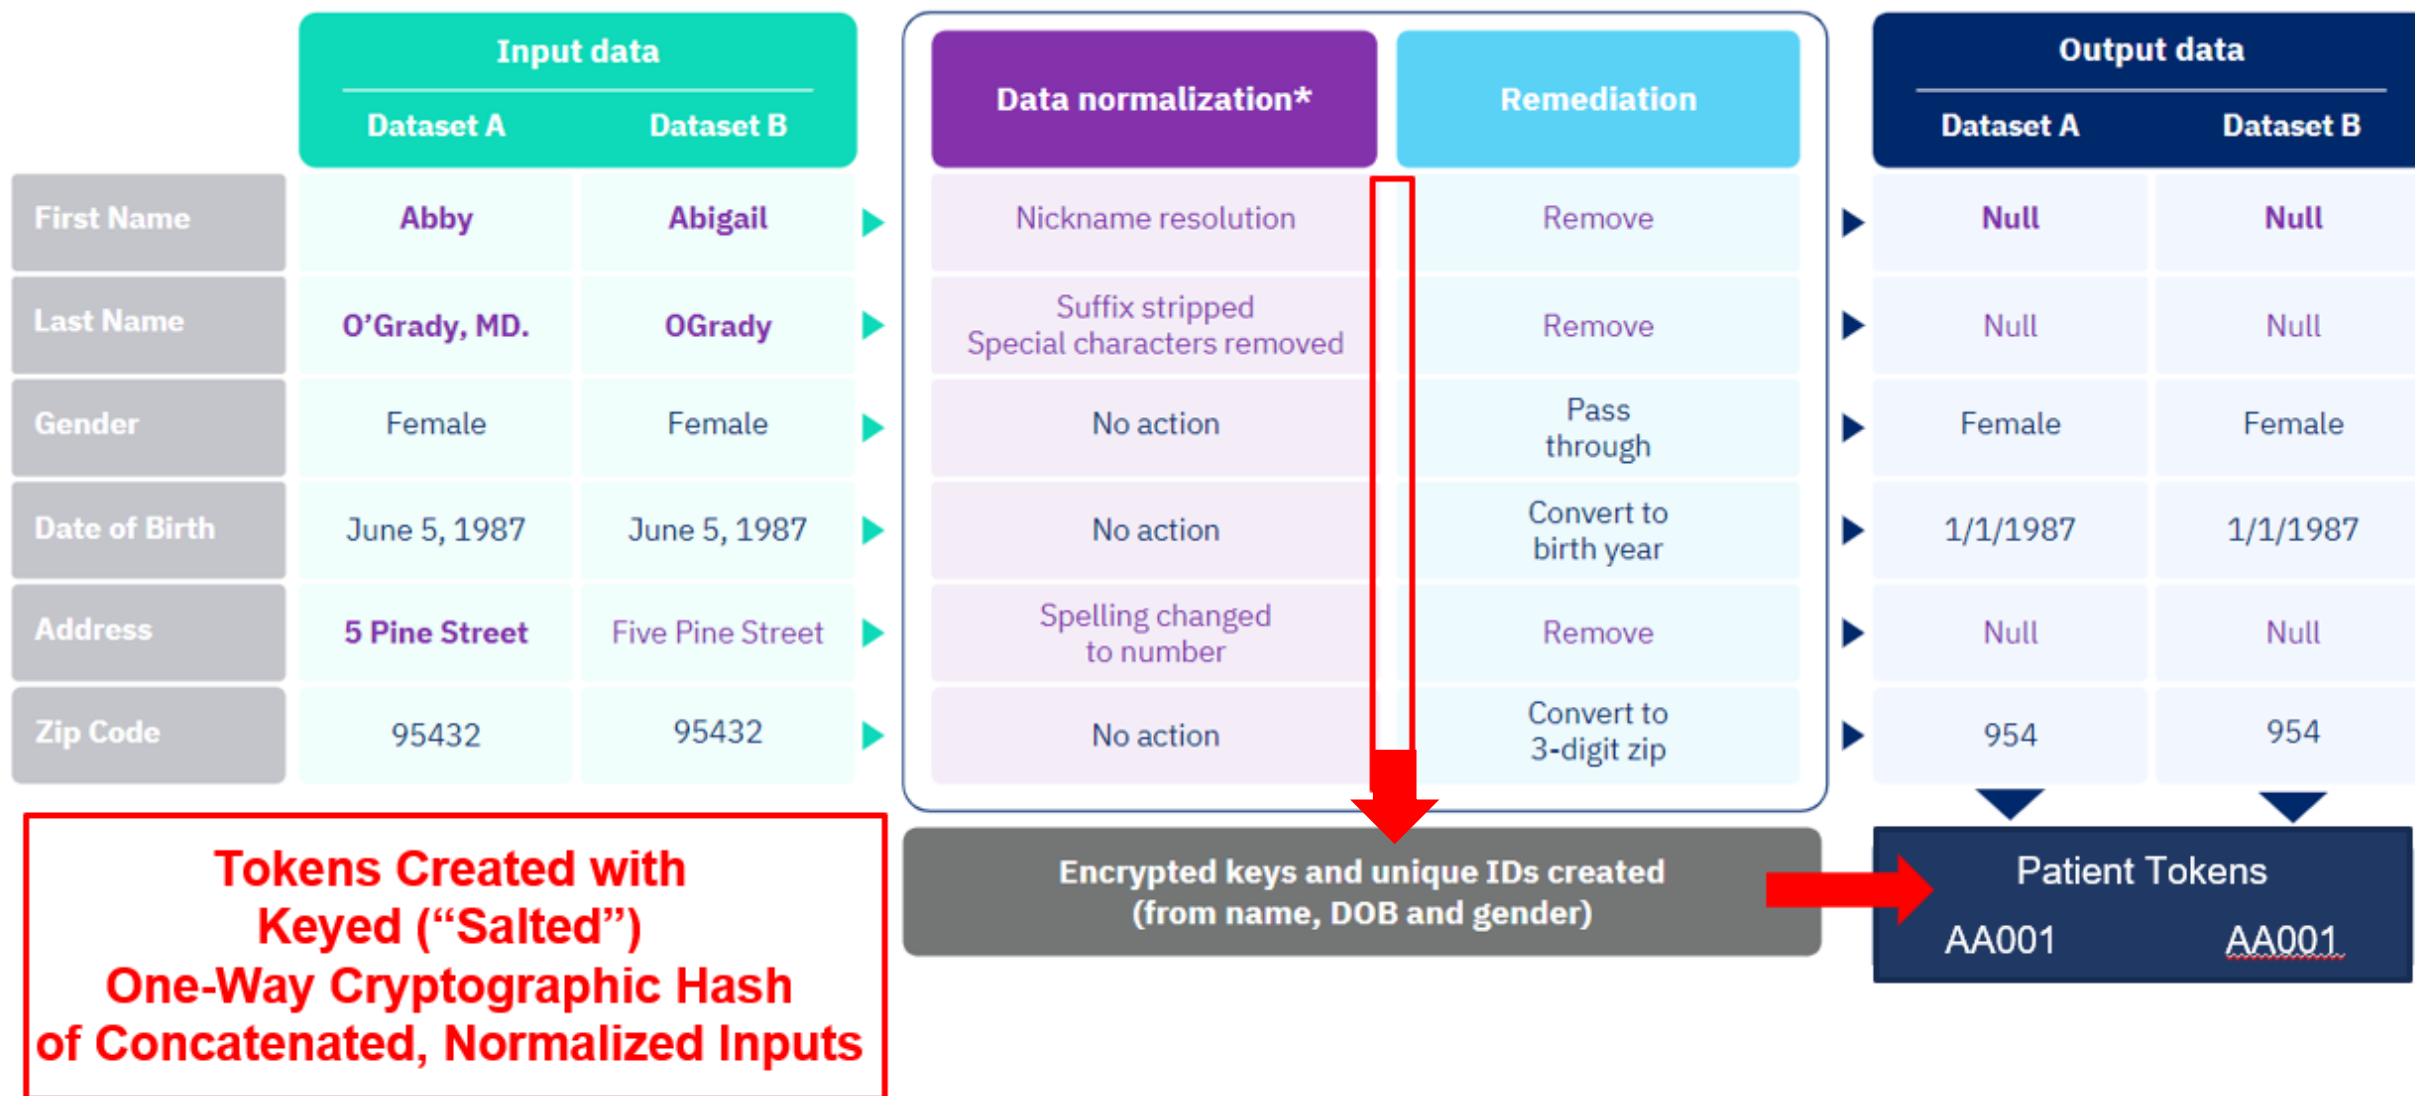 Input data
Dataset A Dataset B
Data normalization*
Remediation
Output data
Dataset A Dataset B
First Name Abby Abigail Nickname resolution Remove Null Null
Last Name O’Grady, MD. OGrady Suffix stripped
Special characters removed Remove Null Null
Gender Female Female No action Pass
through Female Female
Date of Birth June 5, 1987 June 5, 1987 No action Convert to
birth year 1/1/1987 1/1/1987
Address 5 Pine Street Five Pine Street Spelling changed
to number Remove Null Null
Zip Code 95432 95432 No action Convert to
3-digit zip 954 954
Tokens Created with
Keyed (“Salted”)
One-Way Cryptographic Hash
of Concatenated, Normalized Inputs
Encrypted keys and unique IDs created
(from name, DOB and gender)
Patient Tokens
AA001 AA001